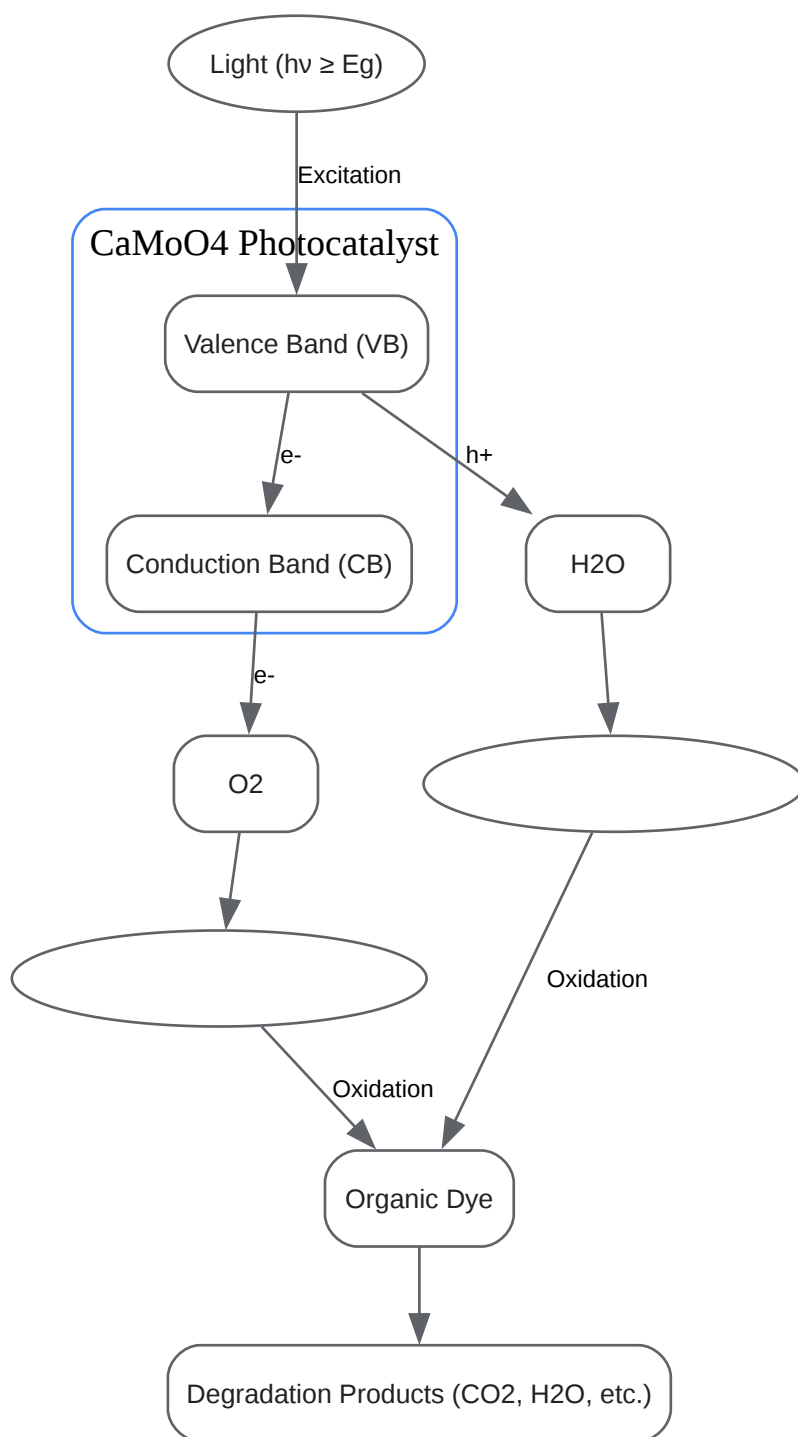 Light (hν ≥ Eg)
Excitation
CaMoO4 Photocatalyst
Valence Band (VB)
e-
h+
Conduction Band (CB)
H2O
e-
O2
Oxidation
Oxidation
Organic Dye
Degradation Products (CO2, H2O, etc.)